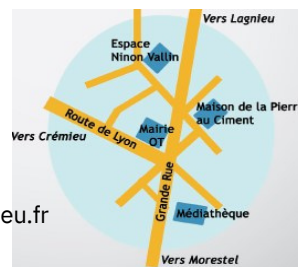 Vers Lagnieu
Espace
Ninon Vallin
Maison de la Pierr
au Ciment
Route de Lyon
Mairie
OT
Vers Crémieu
Grande Rue
Médiathèque
eu.fr
Vers Morestel